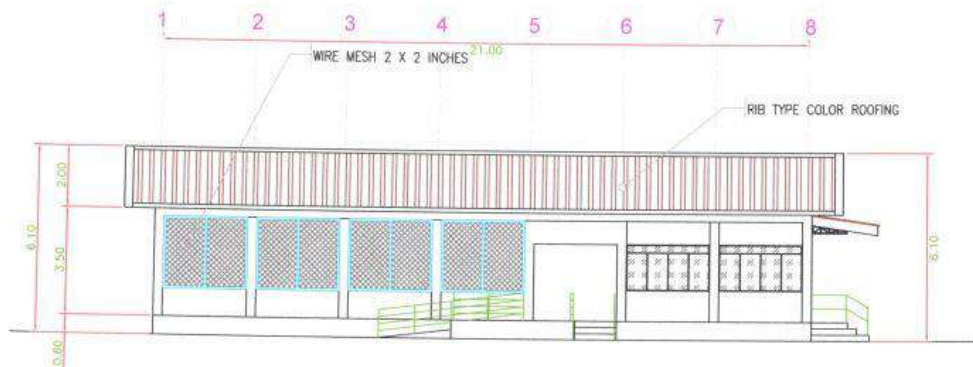 1 2 3 4 5 6 7 8
21.00
WIRE MESH 2 X 2 INCHES
RIB TYPE COLOR ROOFING
2.00
6.10
3.50
6.10
0.60